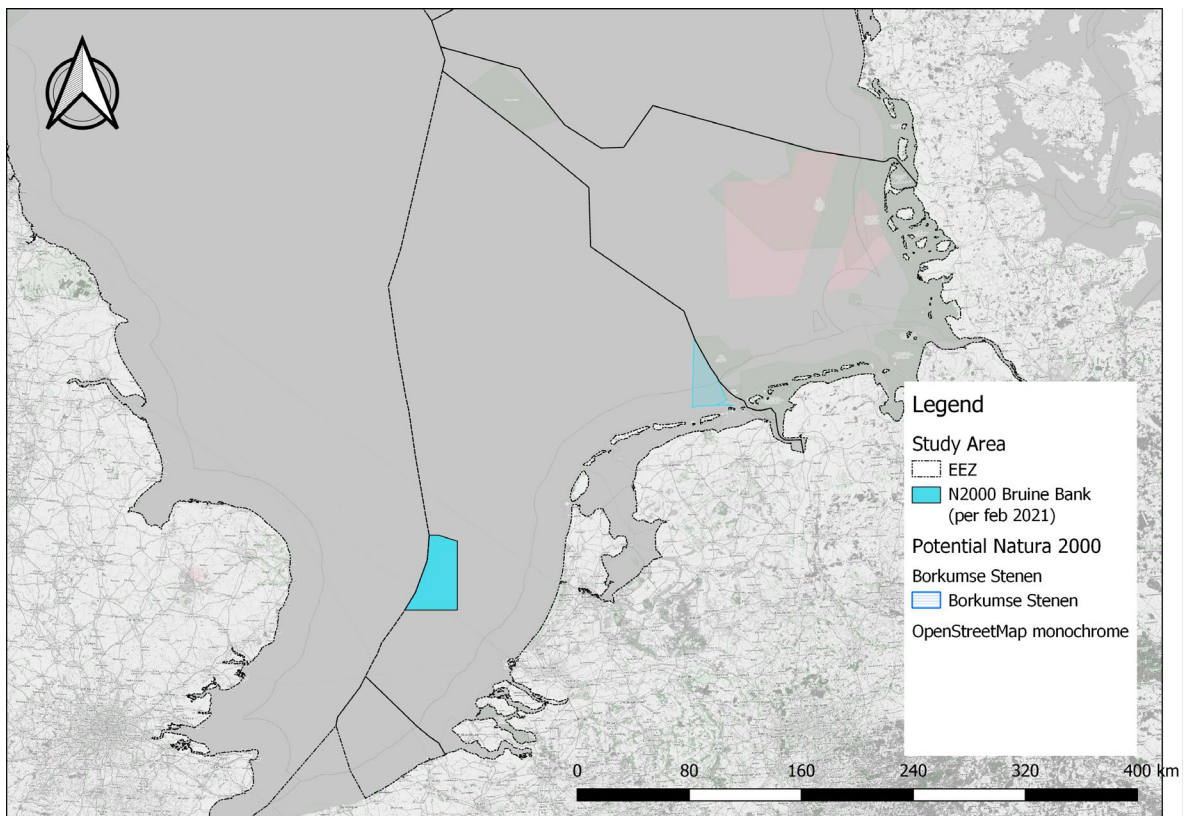 Legend
Study Area
EEZ
N2000 Bruine Bank
(per feb 2021)
Potential Natura 2000
Borkumse Stenen
Borkumse Stenen
OpenStreetMap monochrome
0 80 160 240 320 400 km